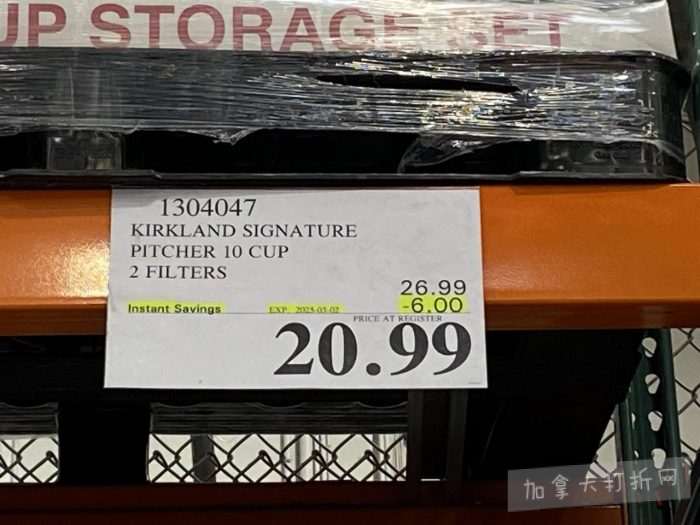 UP STORAGE SET
1304047
KIRKLAND SIGNATURE
PITCHER 10 CUP
2 FILTERS
26.99
Instant Savings EXP. 2025-03-02 -6.00
PRICE AT REGISTER
20.99
加拿大打折网